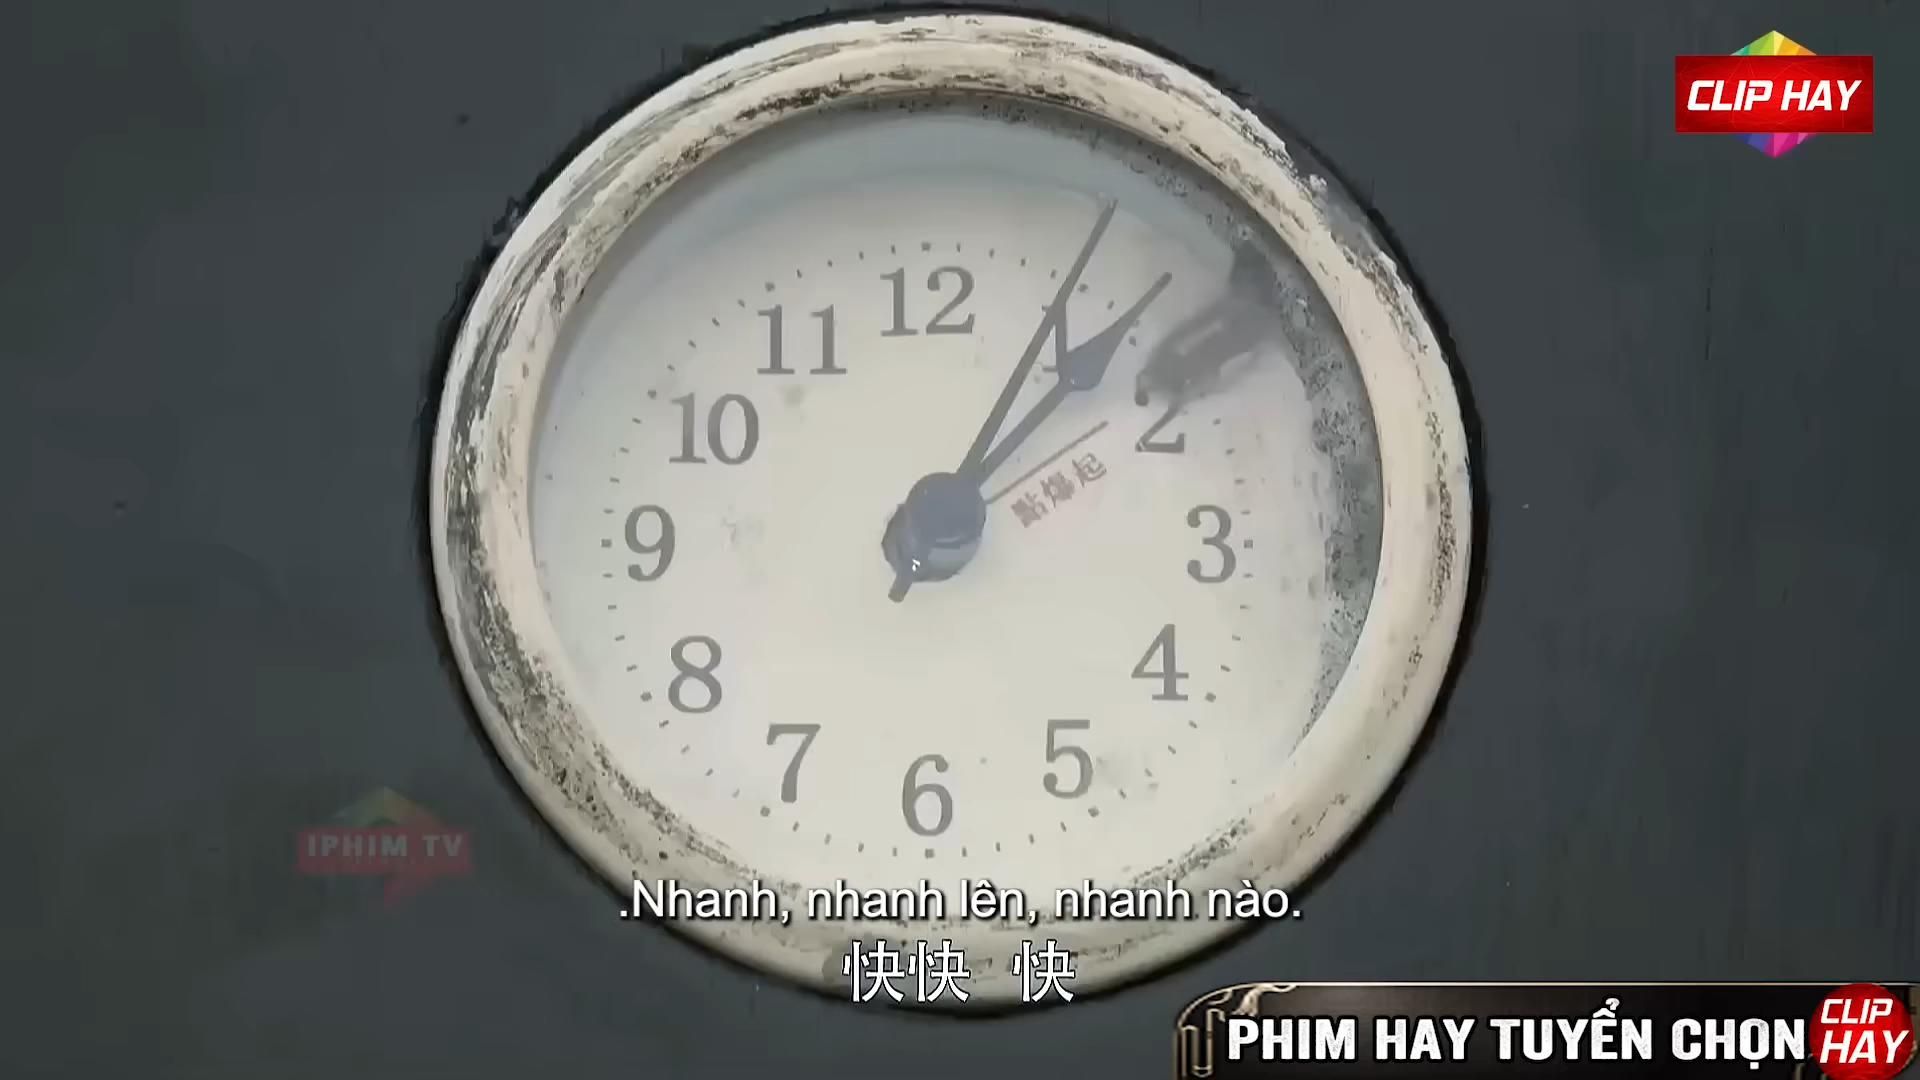 CLIP HAY
12
11
1
10
2
點爆起
9
3
8
4
7
5
6
IPHIM TV
.Nhanh, nhanh lên, nhanh nào.
快快 快
PHIM HAY TUYỂN CHỌN
CLIP
HAY